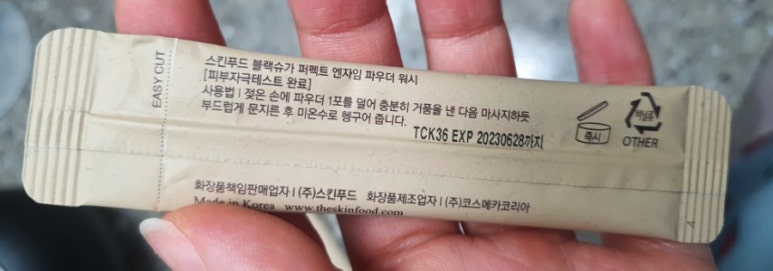 EASY CUT
스킨푸드 블랙슈가 퍼펙트 엔자임 파우더 워시
[피부자극테스트 완료]
사용법 | 젖은 손에 파우더 1포를 덜어 충분히 거품을 낸 다음 마사지하듯
부드럽게 문지른 후 미온수로 헹구어 줍니다.
TCK36 EXP 20230628까지
즉시
비닐류
OTHER
화장품책임판매업자 | (주)스킨푸드 화장품제조업자 | (주)코스메카코리아
Made in Korea www.theskinfood.com
4